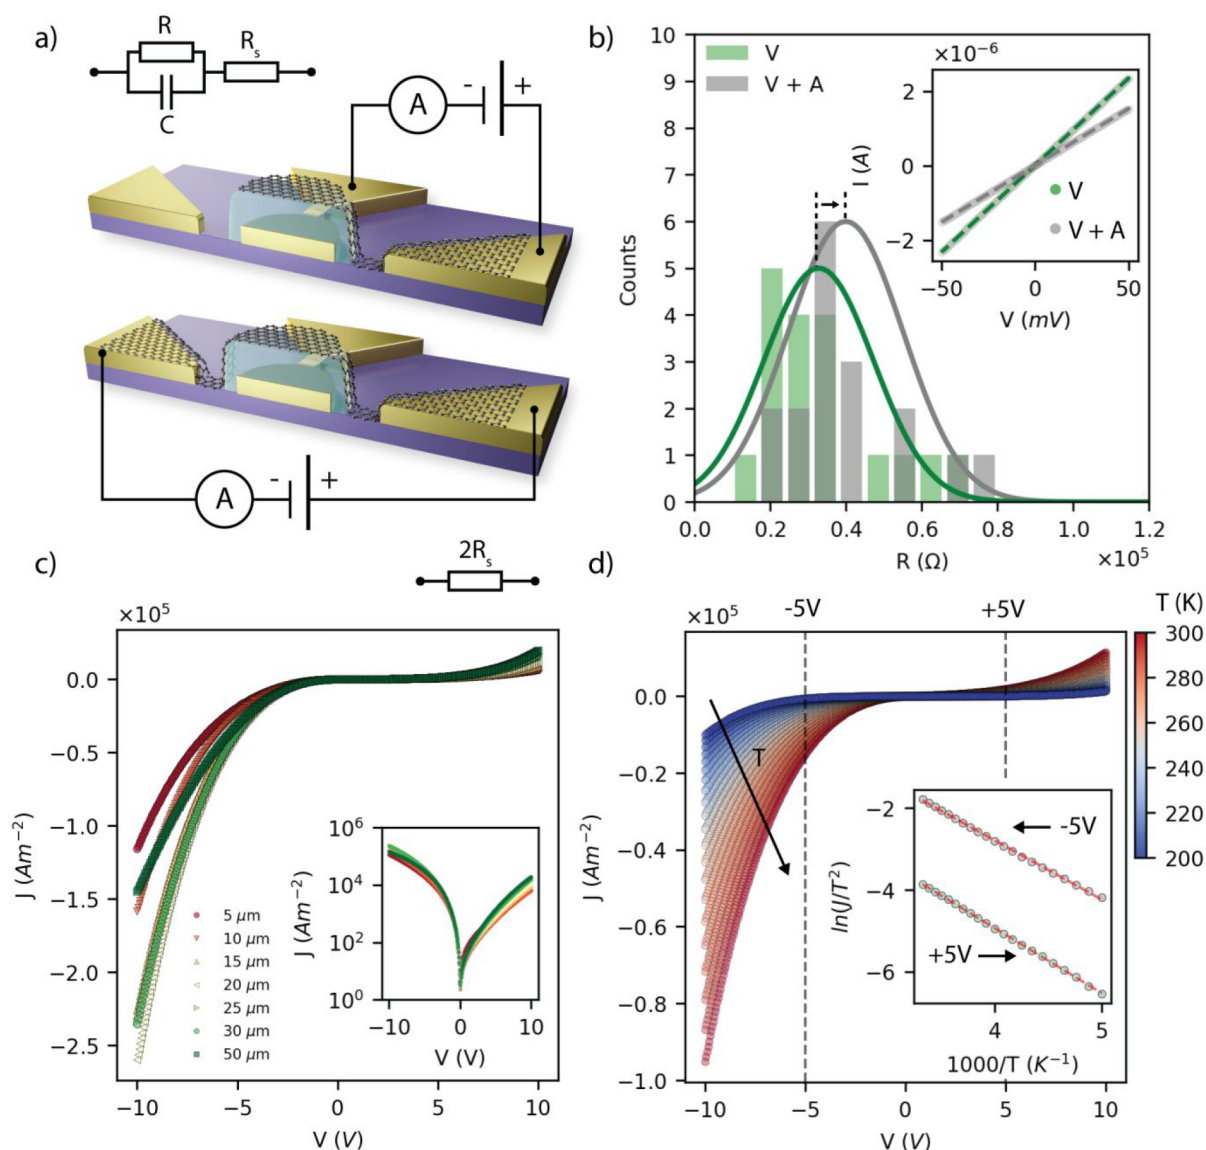 a)
R
Rs
C
A
-
+
A
-
+
b)
10
9
8
7
6
5
4
3
2
1
0
Counts
V
V + A
0.0 0.2 0.4 0.6 0.8 1.0 1.2
R (Ω)
×10⁵
×10⁻⁶
2
0
−2
I (A)
V
V + A
−50 0 50
V (mV)
c)
2Rs
×10⁵
0.0
−0.5
−1.0
−1.5
−2.0
−2.5
J (Am⁻²)
5 μm
10 μm
15 μm
20 μm
25 μm
30 μm
50 μm
−10 −5 0 5 10
V (V)
10⁶
10⁴
10²
10⁰
J (Am⁻²)
−10 0 10
V (V)
d)
×10⁵
-5V
+5V
T (K)
300
280
260
240
220
200
0.0
−0.2
−0.4
−0.6
−0.8
−1.0
J (Am⁻²)
T
−10 −5 0 5 10
V (V)
−2
−4
−6
ln(J/T²)
-5V
+5V
4 5
1000/T (K⁻¹)